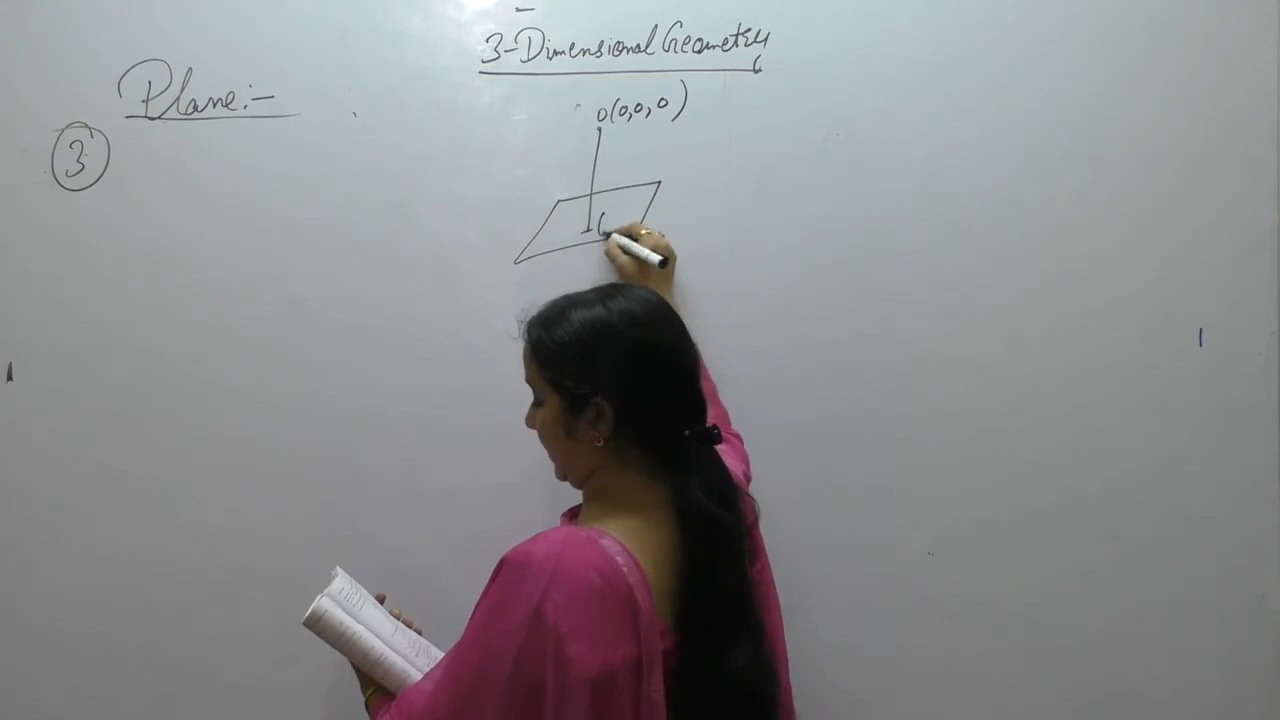 3-Dimensional Geometry
Plane:-
O(0,0,0)
3
(